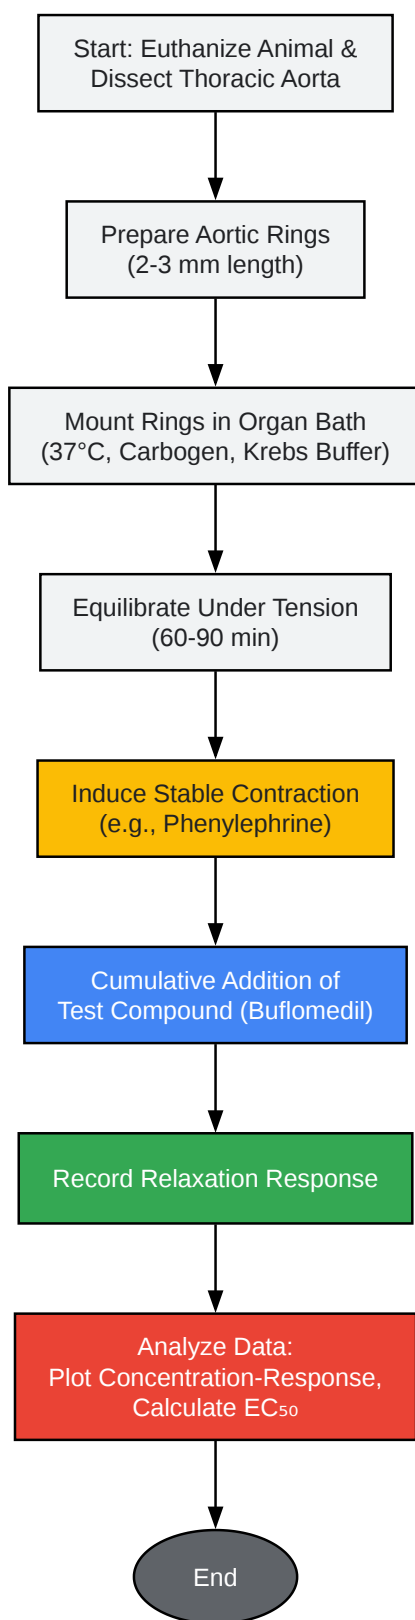 Start: Euthanize Animal &
Dissect Thoracic Aorta
Prepare Aortic Rings
(2-3 mm length)
Mount Rings in Organ Bath
(37°C, Carbogen, Krebs Buffer)
Equilibrate Under Tension
(60-90 min)
Induce Stable Contraction
(e.g., Phenylephrine)
Cumulative Addition of
Test Compound (Buflomedil)
Record Relaxation Response
Analyze Data:
Plot Concentration-Response,
Calculate EC₅₀
End